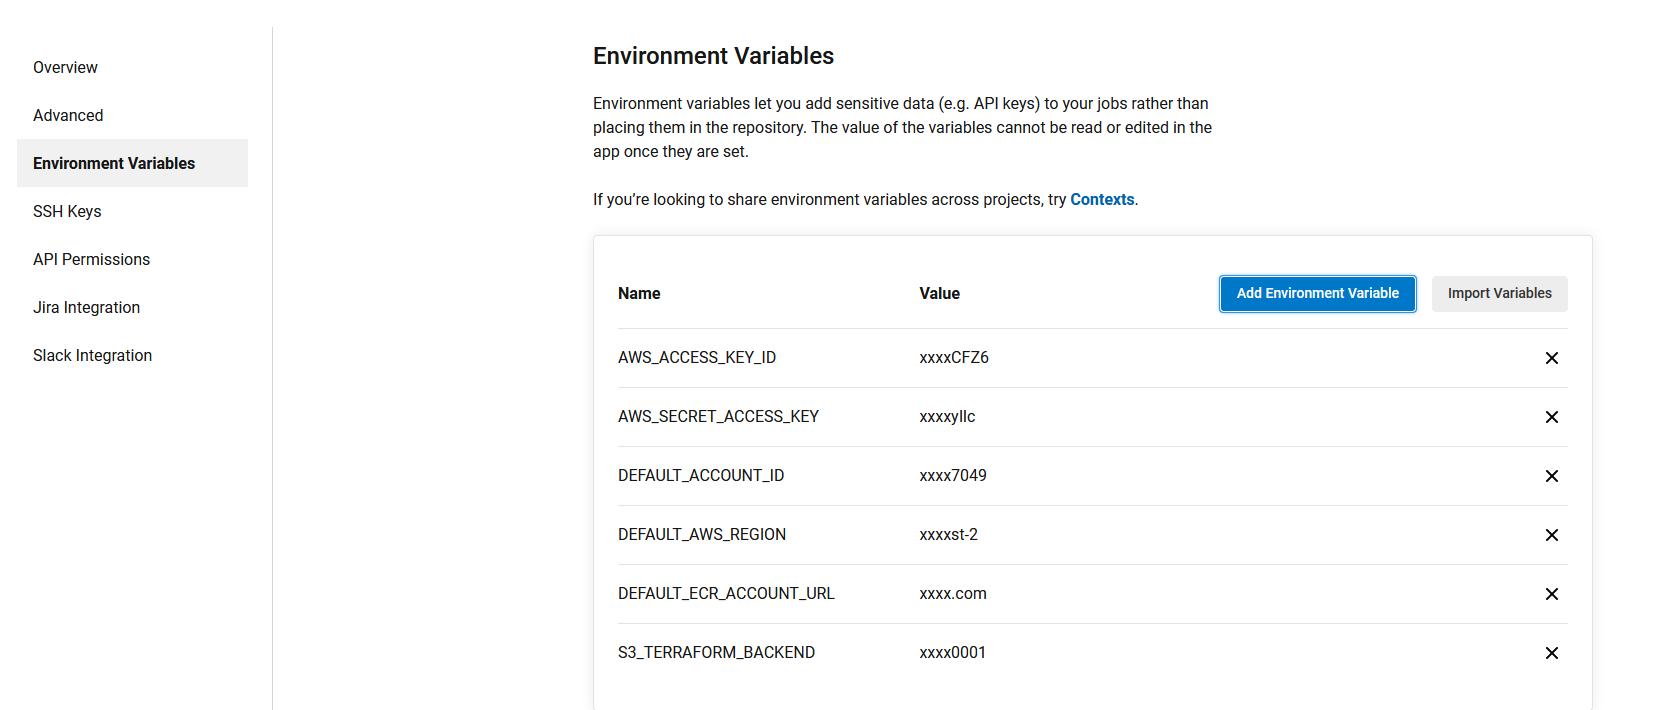 Overview
Advanced
Environment Variables
SSH Keys
API Permissions
Jira Integration
Slack Integration
Environment Variables
Environment variables let you add sensitive data (e.g. API keys) to your jobs rather than
placing them in the repository. The value of the variables cannot be read or edited in the
app once they are set.
If you’re looking to share environment variables across projects, try Contexts.
Name Value Add Environment Variable Import Variables
AWS_ACCESS_KEY_ID xxxxCFZ6
AWS_SECRET_ACCESS_KEY xxxxyllc
DEFAULT_ACCOUNT_ID xxxx7049
DEFAULT_AWS_REGION xxxxst-2
DEFAULT_ECR_ACCOUNT_URL xxxx.com
S3_TERRAFORM_BACKEND xxxx0001